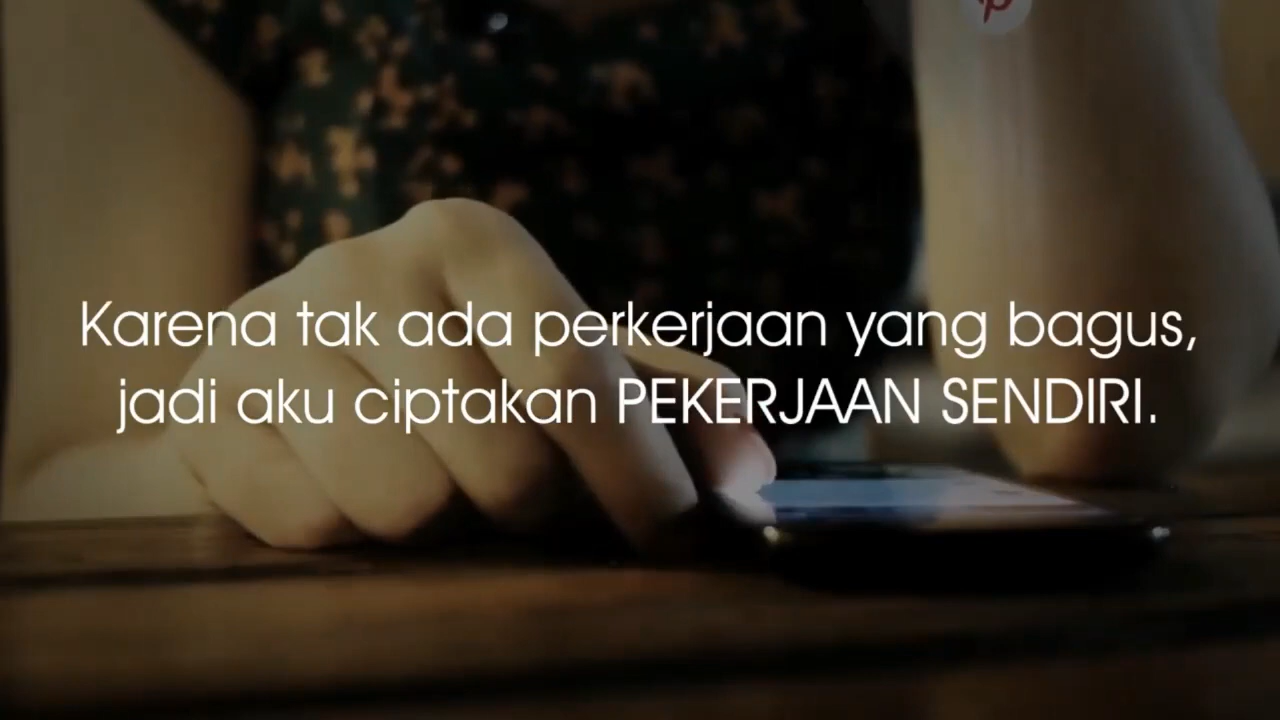 Karena tak ada perkerjaan yang bagus,
jadi aku ciptakan PEKERJAAN SENDIRI.